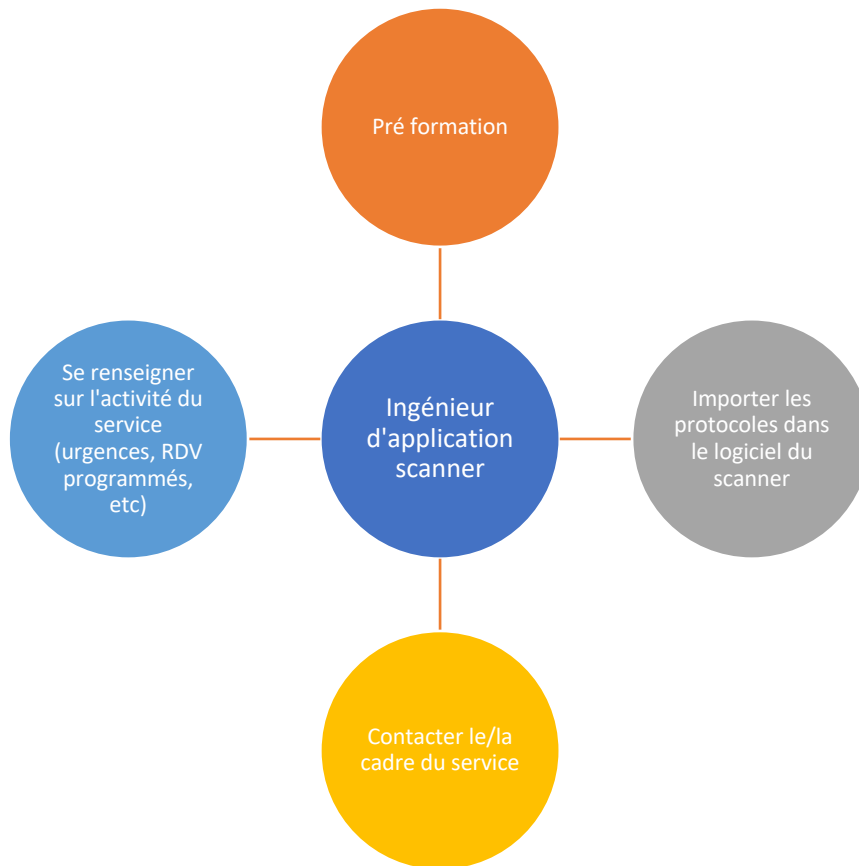 Pré formation
Se renseigner
sur l'activité du
service
(urgences, RDV
programmés,
etc)
Ingénieur
d'application
scanner
Importer les
protocoles dans
le logiciel du
scanner
Contacter le/la
cadre du service